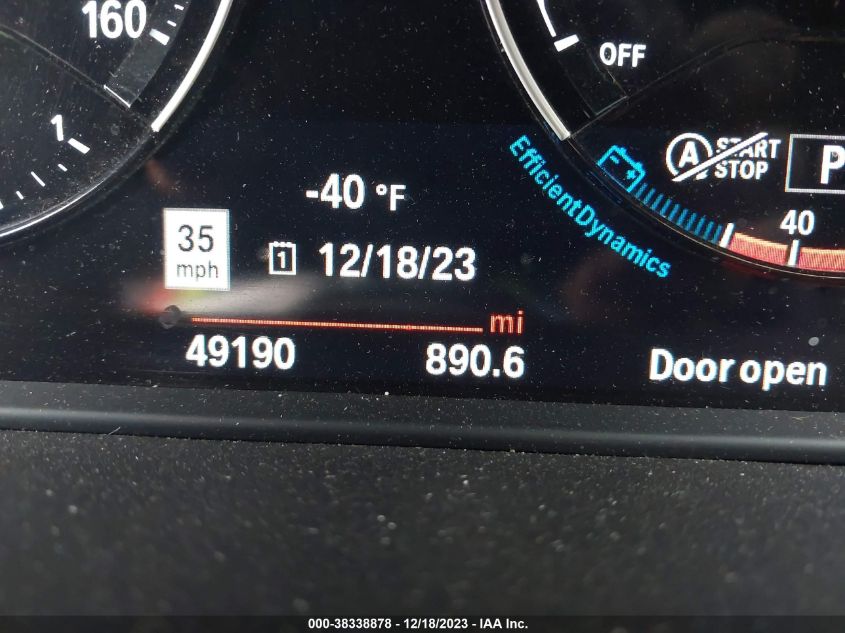 160
OFF
1
EfficientDynamics
A START
STOP
P
-40 °F
40
35
mph
1 12/18/23
mi
49190 890.6
Door open
000-38338878 - 12/18/2023 - IAA Inc.